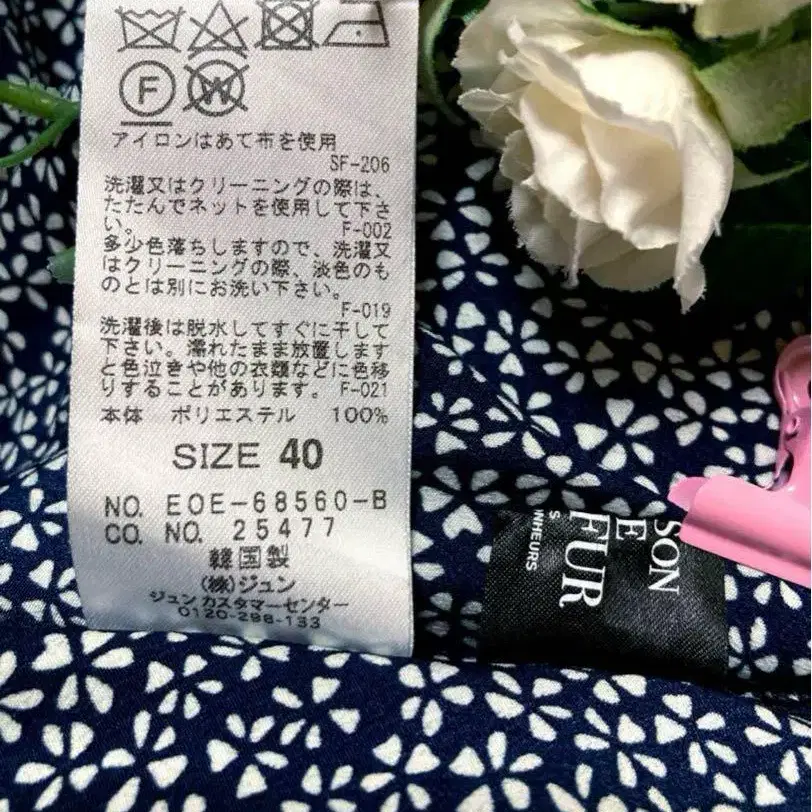 F
W
アイロンはあて布を使用
SF-206
洗濯又はクリーニングの際は、
たたんでネットを使用して下さ
い。
F-002
多少色落ちしますので、洗濯又
はクリーニングの際、淡色のも
のとは別にお洗い下さい。
F-019
洗濯後は脱水してすぐに干して
下さい。濡れたまま放置します
と色泣きや他の衣類などに色移
りすることがあります。 F-021
本体 ポリエステル 100%
SIZE 40
NO. EOE-68560-B
CO. NO. 25477
韓国製
(株)ジュン
ジュンカスタマーセンター
0120-298-133
SON
E
FUR